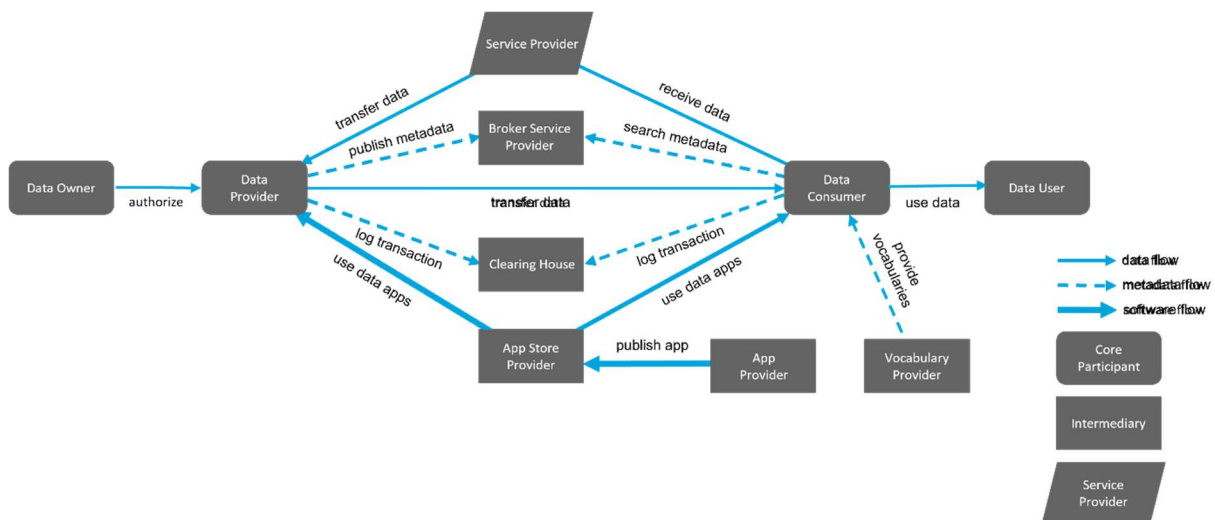 Service Provider
transfer data
receive data
publish metadata
Broker Service
Provider
search metadata
Data Owner
authorize
Data
Provider
transfer data
Data
Consumer
use data
Data User
log transaction
Clearing House
log transaction
use data apps
use data apps
provide
vocabularies
App Store
Provider
publish app
App
Provider
Vocabulary
Provider
data flow
metadata flow
software flow
Core
Participant
Intermediary
Service
Provider